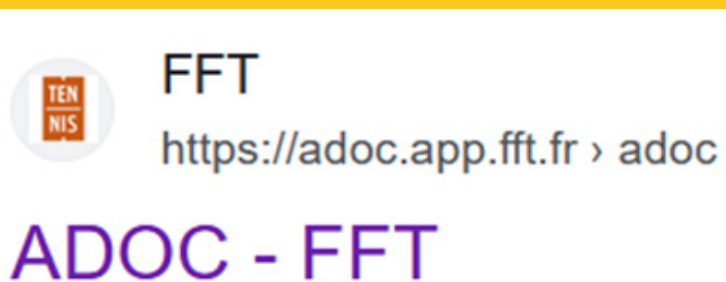 FFT
TEN
NIS
https://adoc.app.fft.fr › adoc
ADOC - FFT